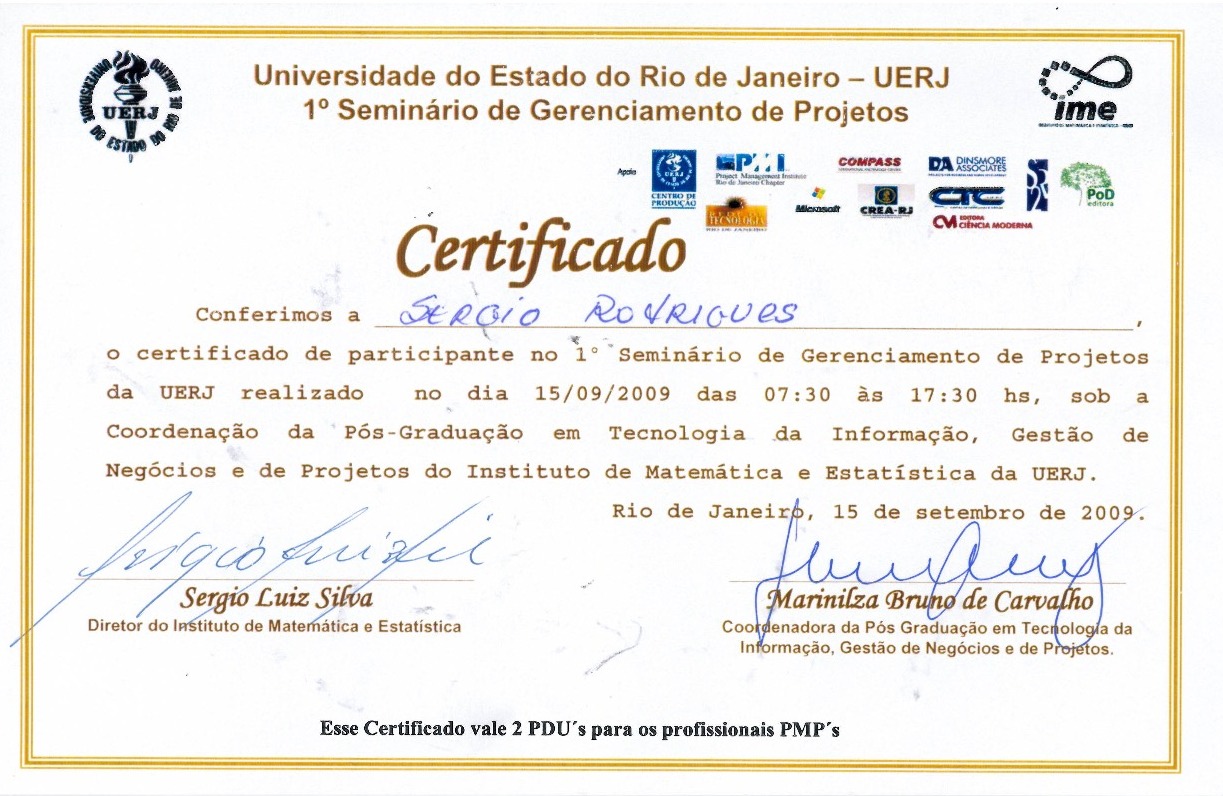 Universidade do Estado do Rio de Janeiro – UERJ
1º Seminário de Gerenciamento de Projetos
UNIVERSIDADE DO ESTADO DO RIO DE JANEIRO
UERJ
ime
Apoio
UERJ
CENTRO DE
PRODUÇÃO
PMI
Project Management Institute
Rio de Janeiro Chapter
TECNOLOGIA
RIO DE JANEIRO
COMPASS
Microsoft
CREA-RJ
DA DINSMORE
ASSOCIATES
CTC
EDITORA
CIÊNCIA MODERNA
PoD
editora
Certificado
Conferimos a SERGIO RODRIGUES,
o certificado de participante no 1° Seminário de Gerenciamento de Projetos
da UERJ realizado no dia 15/09/2009 das 07:30 às 17:30 hs, sob a
Coordenação da Pós-Graduação em Tecnologia da Informação, Gestão de
Negócios e de Projetos do Instituto de Matemática e Estatística da UERJ.
Rio de Janeiro, 15 de setembro de 2009.
Sergio Luiz Silva
Diretor do Instituto de Matemática e Estatística
Marinilza Bruno de Carvalho
Coordenadora da Pós Graduação em Tecnologia da
Informação, Gestão de Negócios e de Projetos.
Esse Certificado vale 2 PDU´s para os profissionais PMP´s